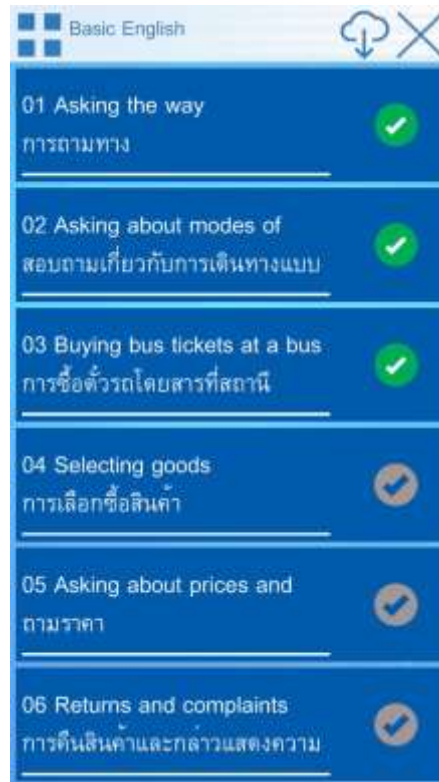 Basic English
01 Asking the way
การถามทาง
02 Asking about modes of
สอบถามเกี่ยวกับการเดินทางแบบ
03 Buying bus tickets at a bus
การซื้อตั๋วรถโดยสารที่สถานี
04 Selecting goods
การเลือกซื้อสินค้า
05 Asking about prices and
ถามราคา
06 Returns and complaints
การคืนสินค้าและกล่าวแสดงความ